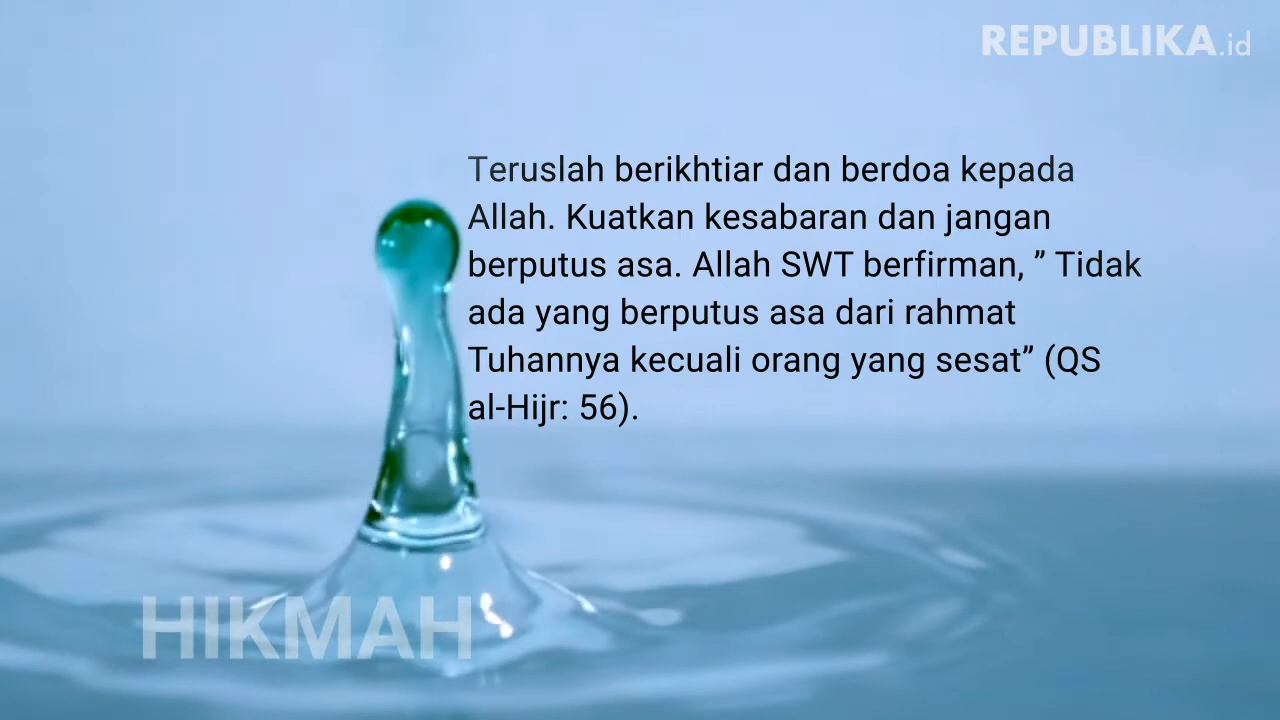 REPUBLIKA.id
Teruslah berikhtiar dan berdoa kepada
Allah. Kuatkan kesabaran dan jangan
berputus asa. Allah SWT berfirman, ” Tidak
ada yang berputus asa dari rahmat
Tuhannya kecuali orang yang sesat” (QS
al-Hijr: 56).
HIKMAH